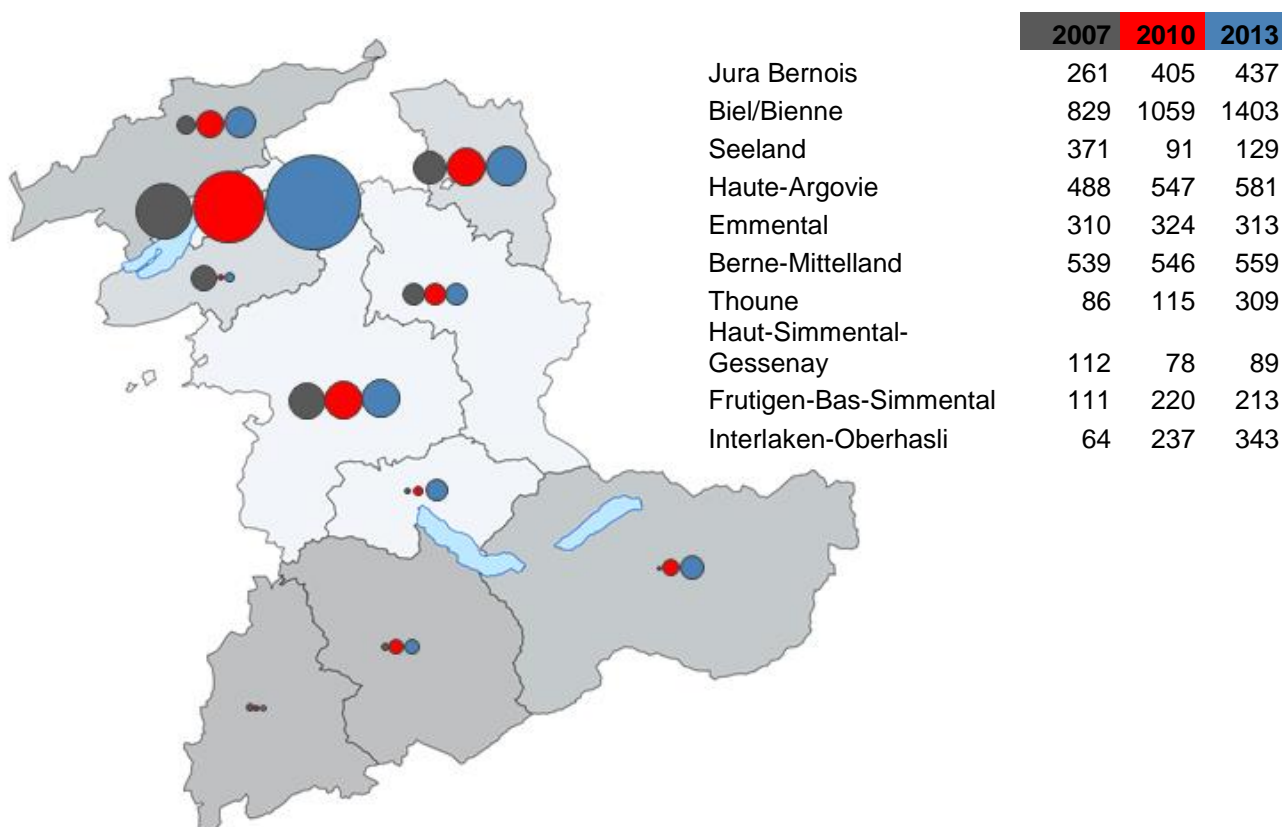 2007 2010 2013
Jura Bernois 261 405 437
Biel/Bienne 829 1059 1403
Seeland 371 91 129
Haute-Argovie 488 547 581
Emmental 310 324 313
Berne-Mittelland 539 546 559
Thoune 86 115 309
Haut-Simmental-
Gessenay 112 78 89
Frutigen-Bas-Simmental 111 220 213
Interlaken-Oberhasli 64 237 343